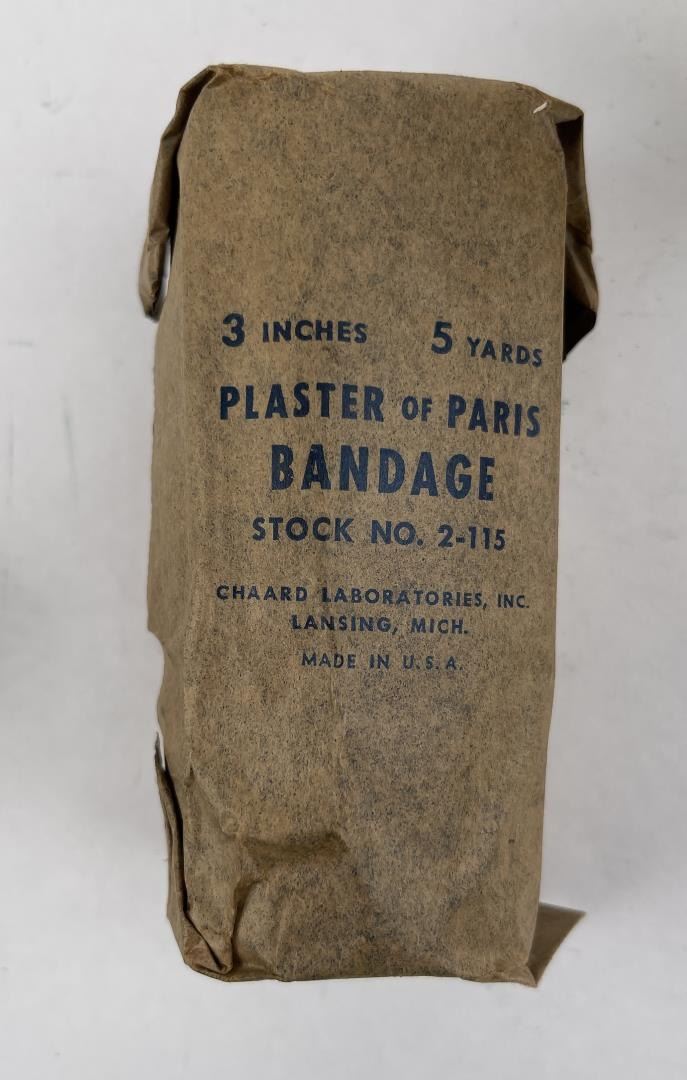 3 INCHES 5 YARDS
PLASTER OF PARIS
BANDAGE
STOCK NO. 2-115
CHAARD LABORATORIES, INC.
LANSING, MICH.
MADE IN U.S.A.